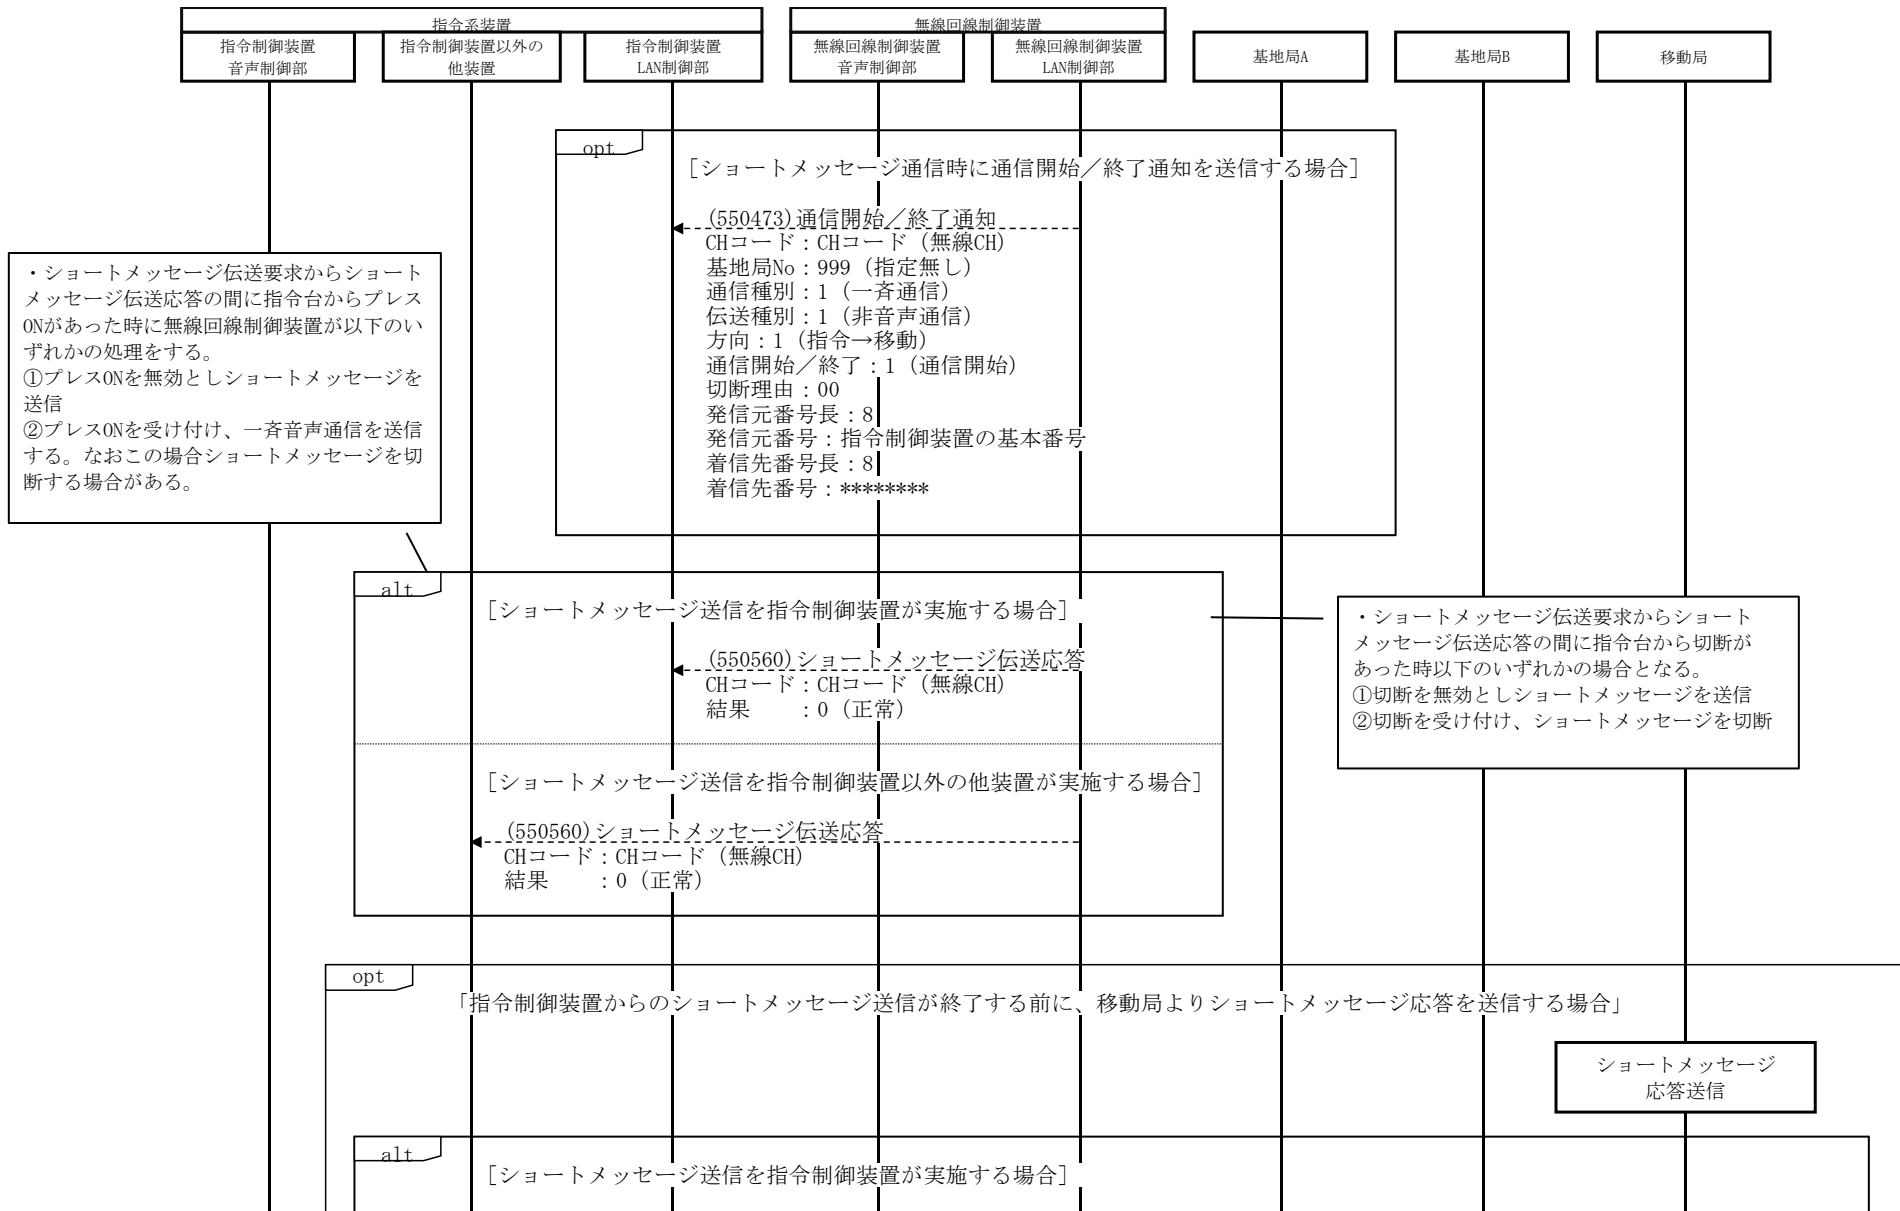 指令系装置
無線回線制御装置
指令制御装置
音声制御部
指令制御装置以外の
他装置
指令制御装置
LAN制御部
無線回線制御装置
音声制御部
無線回線制御装置
LAN制御部
基地局A
基地局B
移動局
opt
[ショートメッセージ通信時に通信開始／終了通知を送信する場合]
(550473)通信開始／終了通知
CHコード：CHコード（無線CH）
基地局No：999（指定無し）
通信種別：1（一斉通信）
伝送種別：1（非音声通信）
方向：1（指令→移動）
通信開始／終了：1（通信開始）
切断理由：00
発信元番号長：8
発信元番号：指令制御装置の基本番号
着信先番号長：8
着信先番号：********
・ショートメッセージ伝送要求からショート
メッセージ伝送応答の間に指令台からプレス
ONがあった時に無線回線制御装置が以下のい
ずれかの処理をする。
①プレスONを無効としショートメッセージを
送信
②プレスONを受け付け、一斉音声通信を送信
する。なおこの場合ショートメッセージを切
断する場合がある。
alt
[ショートメッセージ送信を指令制御装置が実施する場合]
(550560)ショートメッセージ伝送応答
CHコード：CHコード（無線CH）
結果　　：0（正常）
・ショートメッセージ伝送要求からショート
メッセージ伝送応答の間に指令台から切断が
あった時以下のいずれかの場合となる。
①切断を無効としショートメッセージを送信
②切断を受け付け、ショートメッセージを切断
[ショートメッセージ送信を指令制御装置以外の他装置が実施する場合]
(550560)ショートメッセージ伝送応答
CHコード：CHコード（無線CH）
結果　　：0（正常）
opt
「指令制御装置からのショートメッセージ送信が終了する前に、移動局よりショートメッセージ応答を送信する場合」
ショートメッセージ
応答送信
alt
[ショートメッセージ送信を指令制御装置が実施する場合]